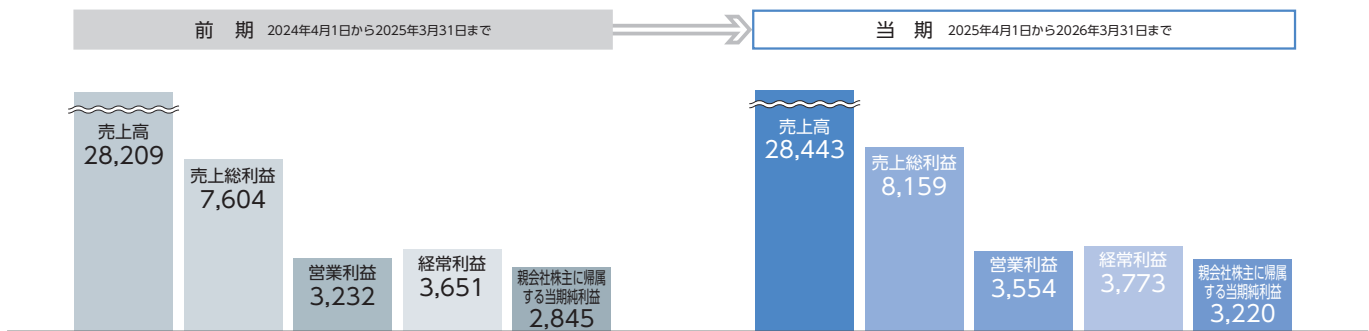 前　期 2024年4月1日から2025年3月31日まで
当　期 2025年4月1日から2026年3月31日まで
売上高
28,209
売上総利益
7,604
営業利益
3,232
経常利益
3,651
親会社株主に帰属
する当期純利益
2,845
売上高
28,443
売上総利益
8,159
営業利益
3,554
経常利益
3,773
親会社株主に帰属
する当期純利益
3,220